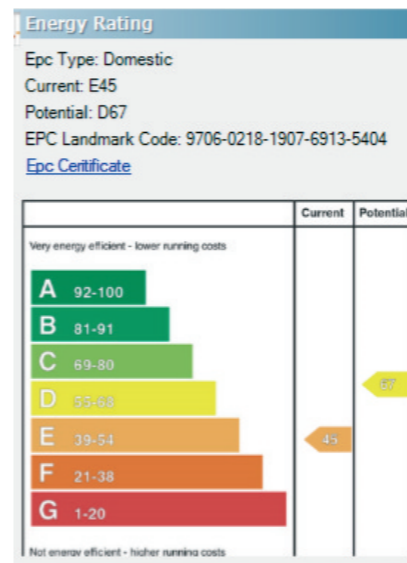 Energy Rating
Epc Type: Domestic
Current: E45
Potential: D67
EPC Landmark Code: 9706-0218-1907-6913-5404
Epc Ceritificate
Current Potential
Very energy efficient - lower running costs
A 92-100
B 81-91
C 69-80
D 55-68
67
E 39-54
45
F 21-38
G 1-20
Not energy efficient - higher running costs